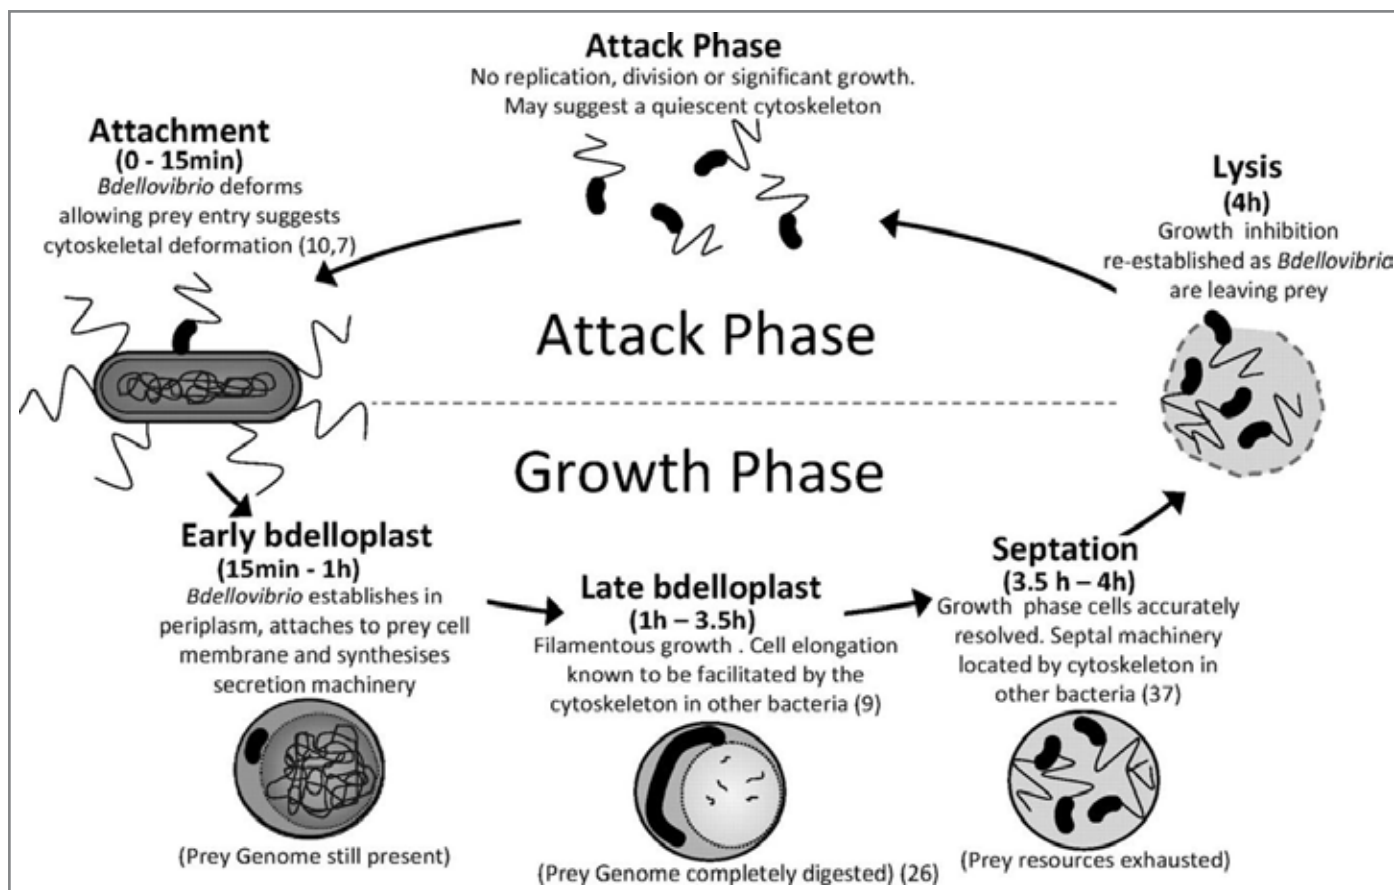 Attack Phase
No replication, division or significant growth.
May suggest a quiescent cytoskeleton
Attachment
(0 - 15min)
Bdellovibrio deforms
allowing prey entry suggests
cytoskeletal deformation (10,7)
Lysis
(4h)
Growth inhibition
re-established as Bdellovibrio
are leaving prey
Attack Phase
Growth Phase
Early bdelloplast
(15min - 1h)
Bdellovibrio establishes in
periplasm, attaches to prey cell
membrane and synthesises
secretion machinery
(Prey Genome still present)
Late bdelloplast
(1h – 3.5h)
Filamentous growth . Cell elongation
known to be facilitated by the
cytoskeleton in other bacteria (9)
(Prey Genome completely digested) (26)
Septation
(3.5 h – 4h)
Growth phase cells accurately
resolved. Septal machinery
located by cytoskeleton in
other bacteria (37)
(Prey resources exhausted)